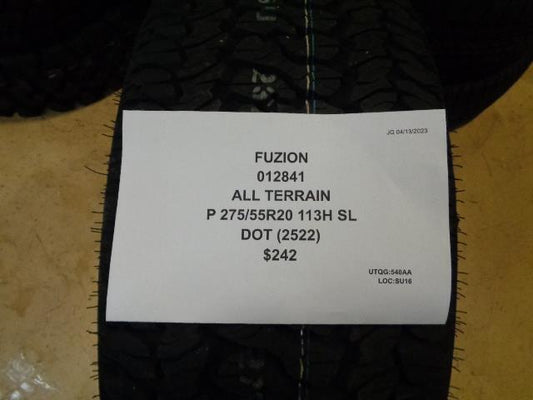 JG 04/13/2023
FUZION
012841
ALL TERRAIN
P 275/55R20 113H SL
DOT (2522)
$242
UTQG:540AA
LOC:SU16